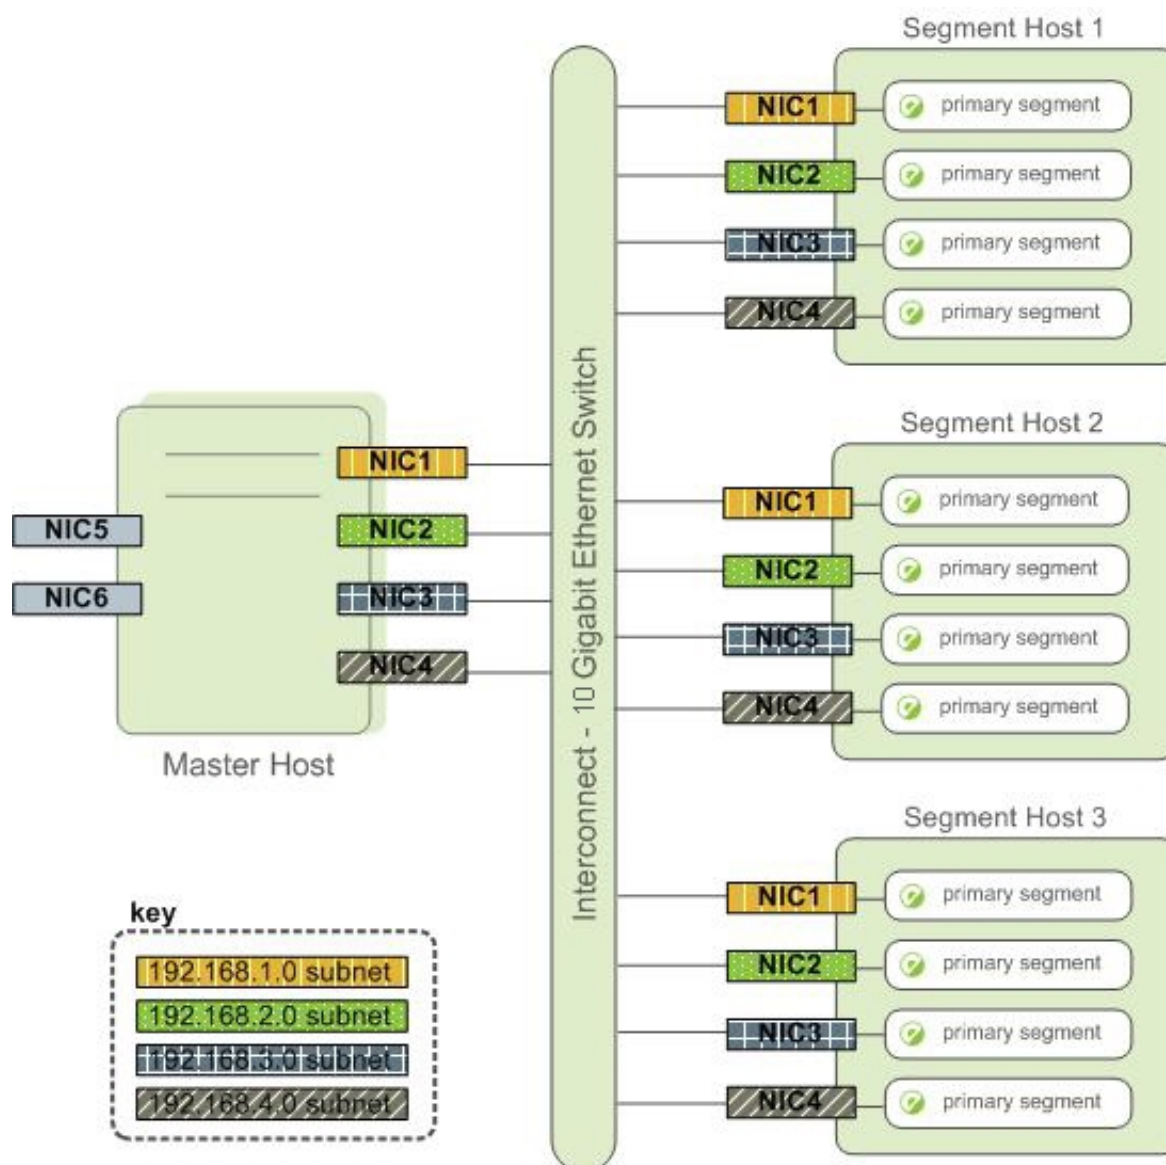 Segment Host 1
NIC1 primary segment
NIC2 primary segment
NIC3 primary segment
NIC4 primary segment
Interconnect - 10 Gigabit Ethernet Switch
NIC1
NIC5 NIC2
NIC6 NIC3
NIC4
Master Host
Segment Host 2
NIC1 primary segment
NIC2 primary segment
NIC3 primary segment
NIC4 primary segment
Segment Host 3
NIC1 primary segment
NIC2 primary segment
NIC3 primary segment
NIC4 primary segment
key
192.168.1.0 subnet
192.168.2.0 subnet
192.168.3.0 subnet
192.168.4.0 subnet